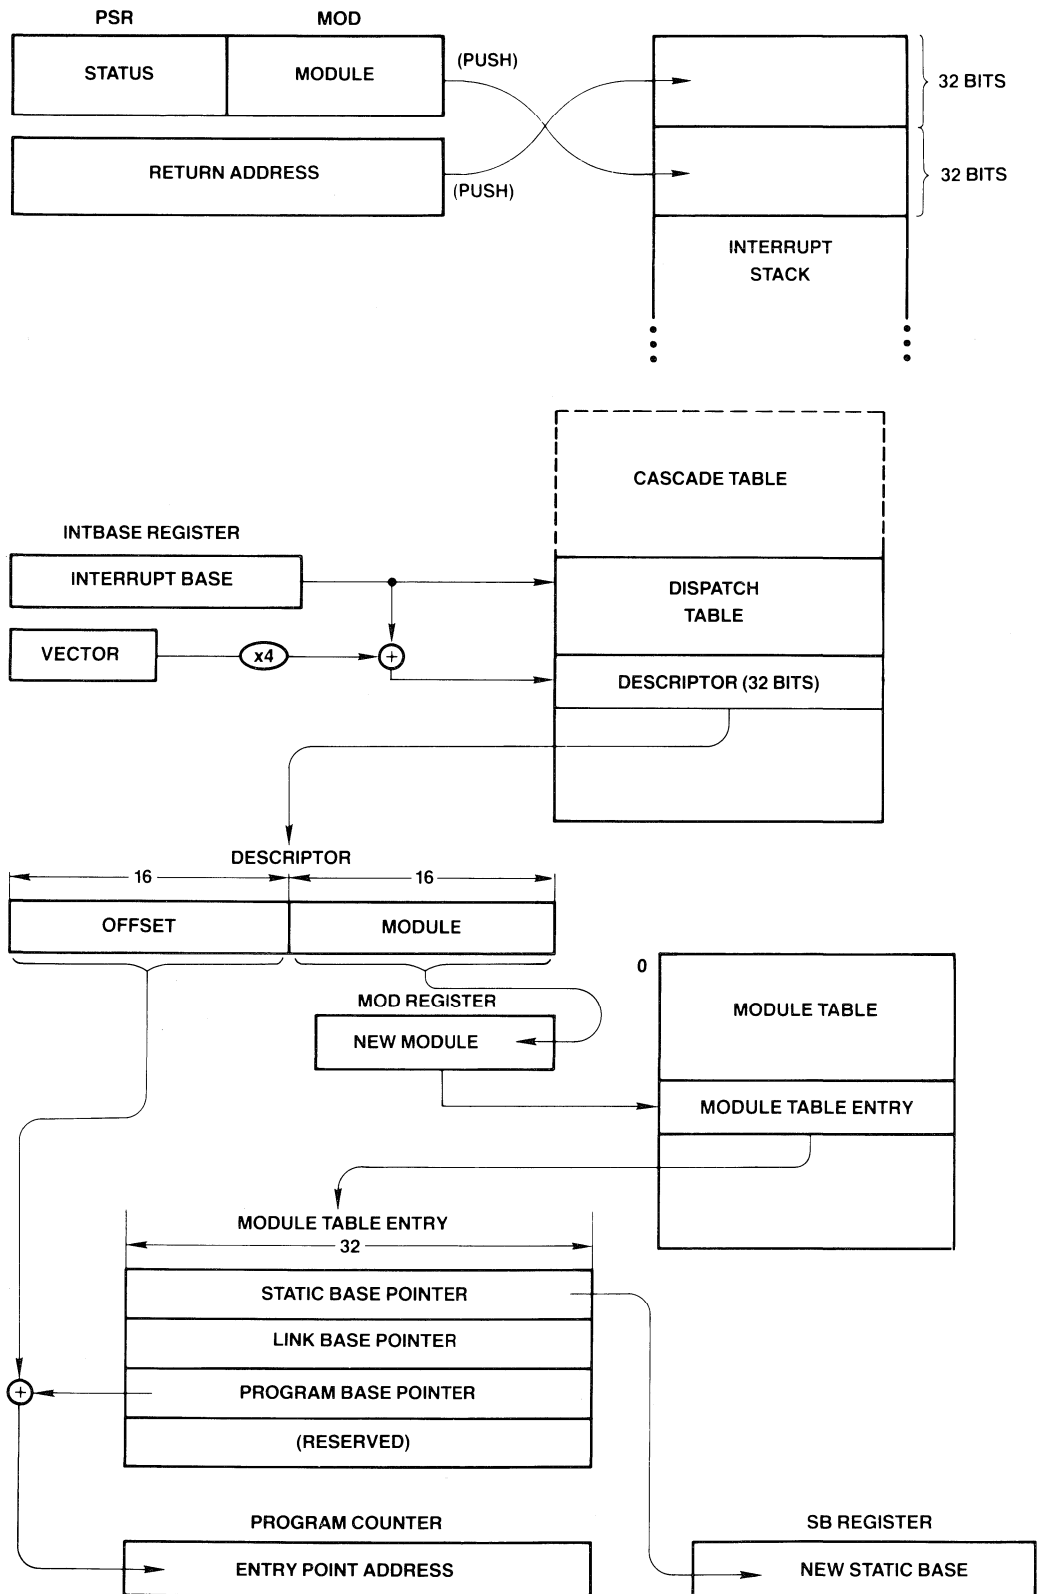 PSR MOD
STATUS MODULE
(PUSH)
32 BITS
RETURN ADDRESS
(PUSH)
32 BITS
INTERRUPT
STACK
CASCADE TABLE
INTBASE REGISTER
INTERRUPT BASE
DISPATCH
TABLE
VECTOR
x4
+
DESCRIPTOR (32 BITS)
DESCRIPTOR
16 16
OFFSET MODULE
0
MOD REGISTER
MODULE TABLE
NEW MODULE
MODULE TABLE ENTRY
MODULE TABLE ENTRY
32
STATIC BASE POINTER
LINK BASE POINTER
+
PROGRAM BASE POINTER
(RESERVED)
PROGRAM COUNTER
SB REGISTER
ENTRY POINT ADDRESS
NEW STATIC BASE